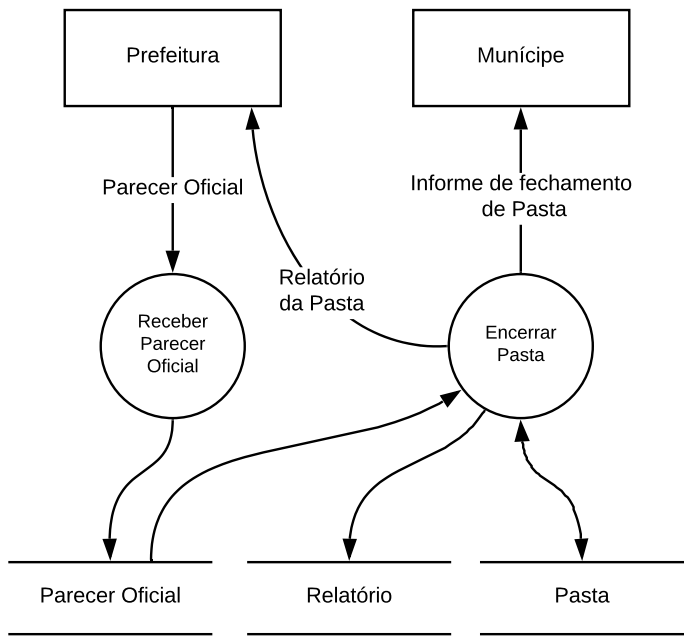 Prefeitura
Munícipe
Parecer Oficial
Informe de fechamento
de Pasta
Relatório
da Pasta
Receber
Parecer
Oficial
Encerrar
Pasta
Parecer Oficial
Relatório
Pasta